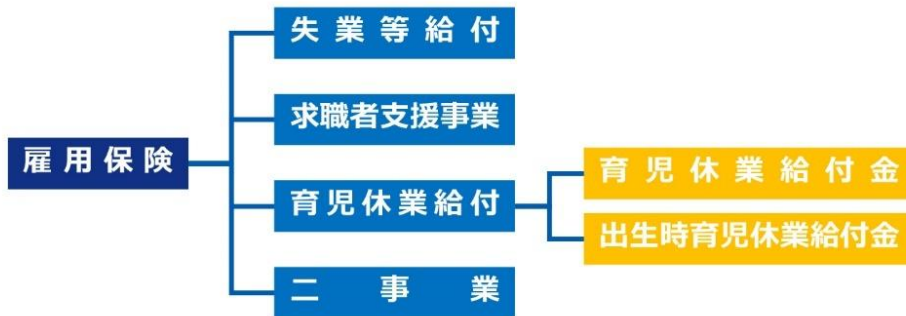 雇用保険
失業等給付
求職者支援事業
育児休業給付
二事業
育児休業給付金
出生時育児休業給付金